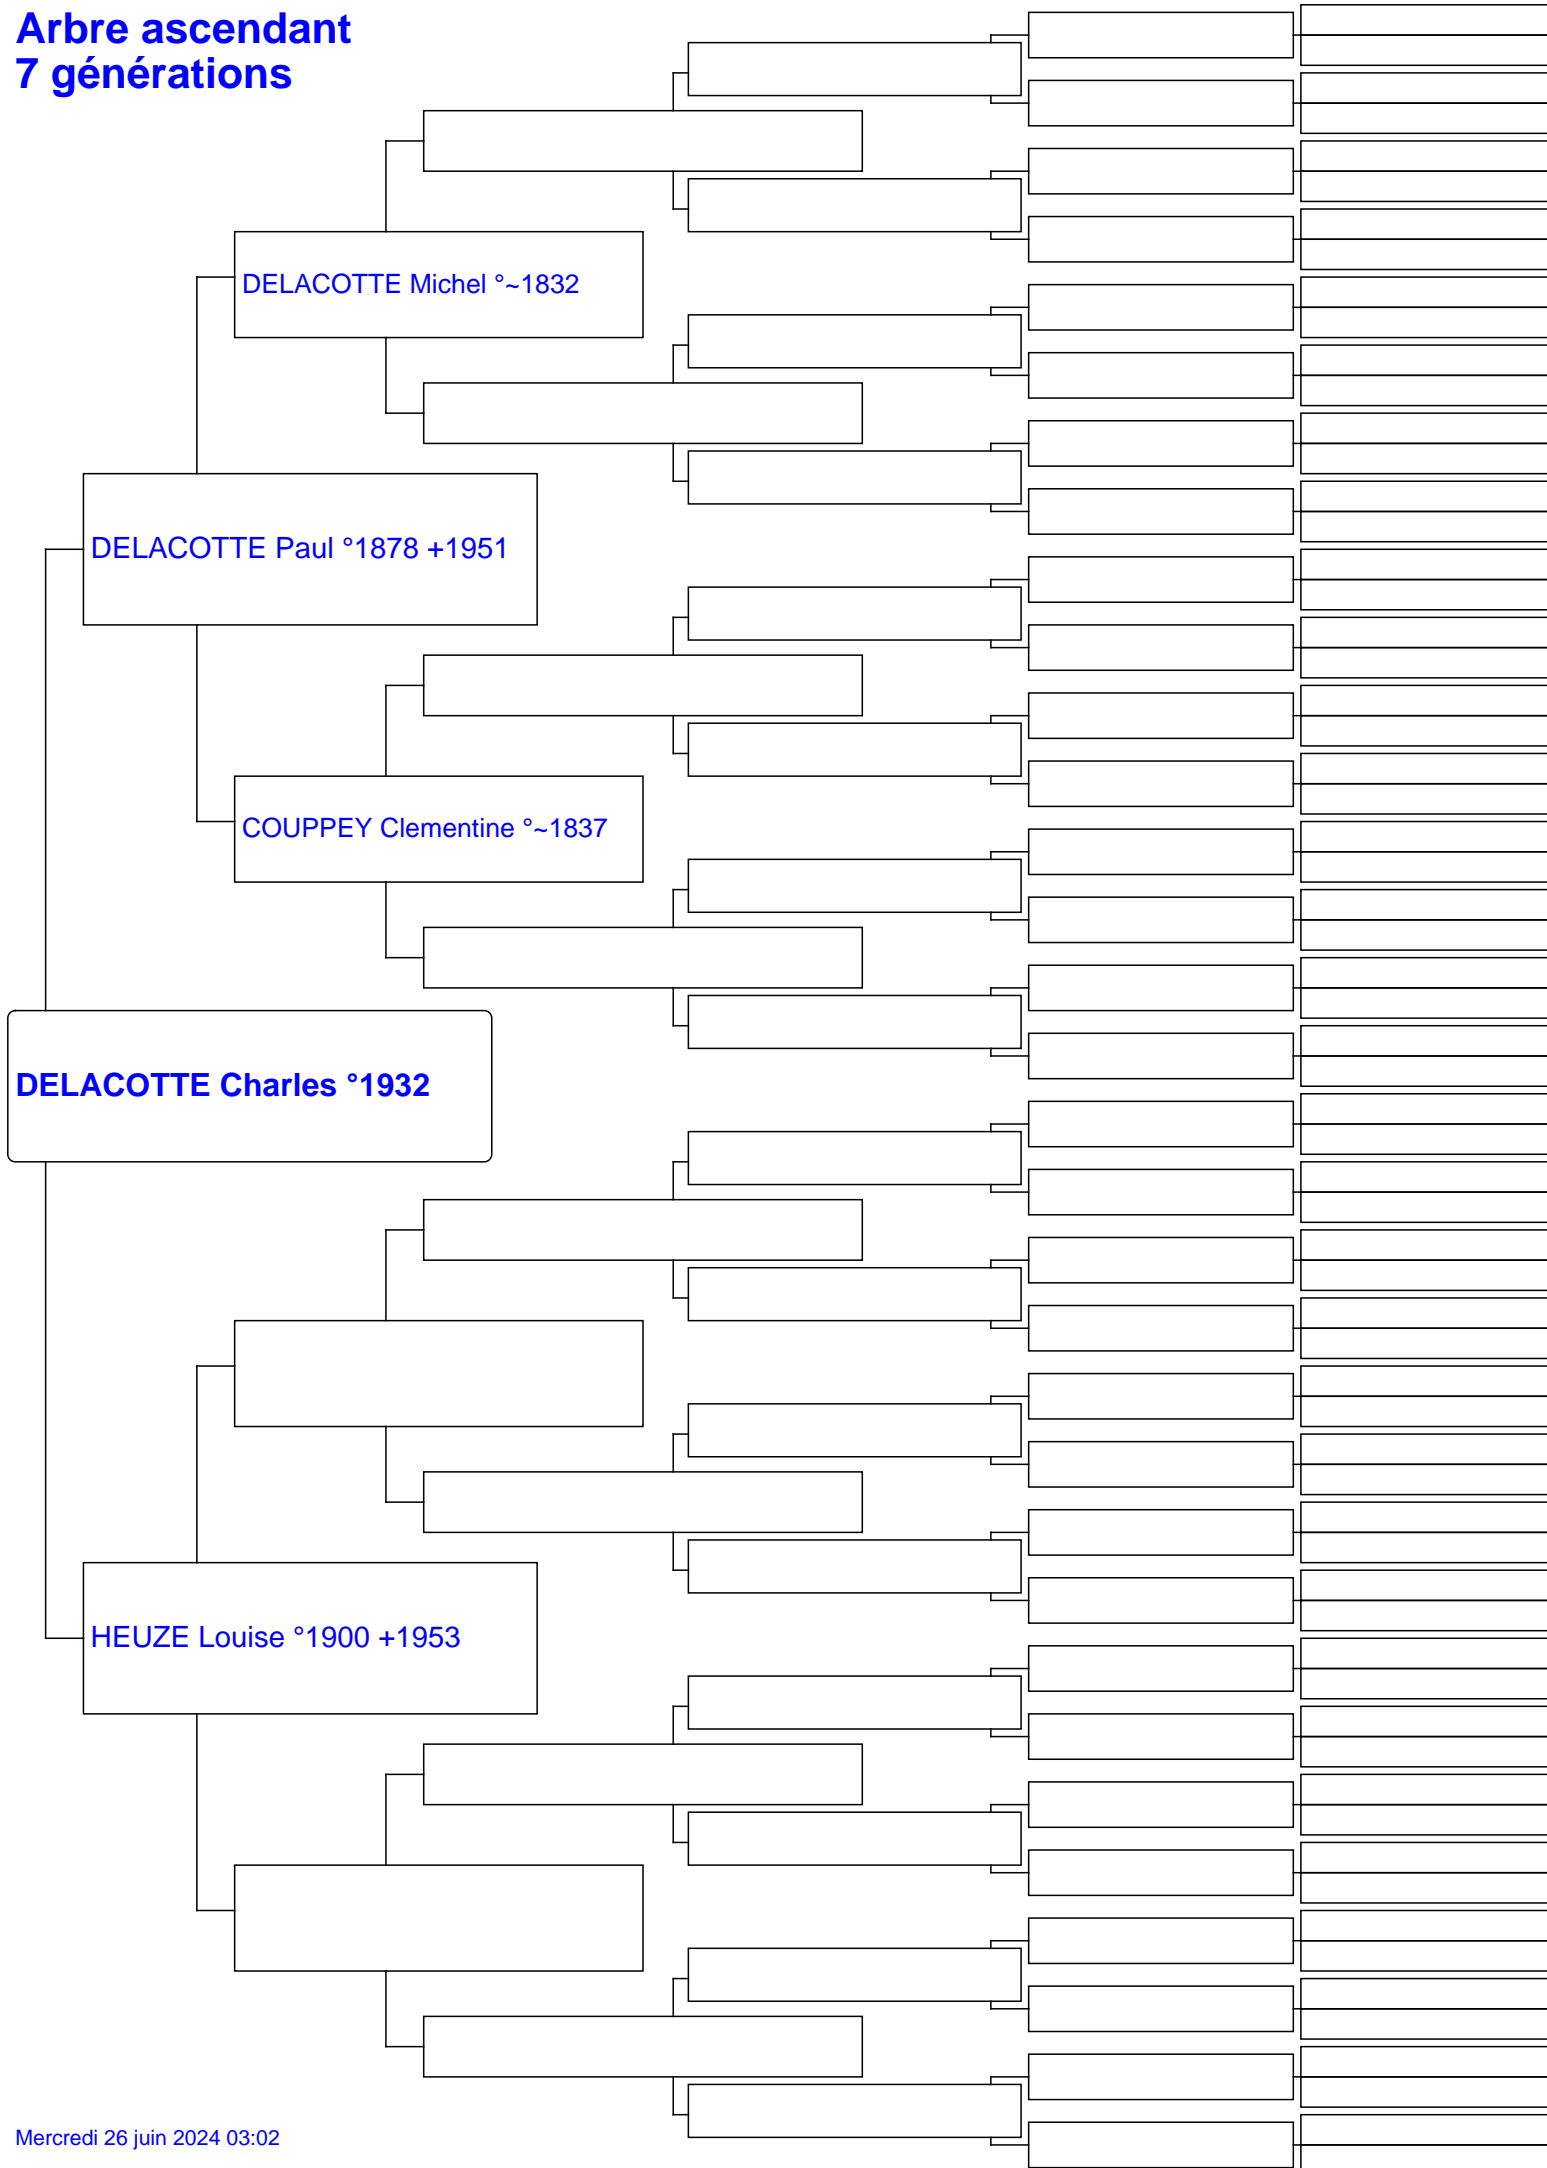 Arbre ascendant
7 générations
DELACOTTE Michel °~1832
DELACOTTE Paul °1878 +1951
COUPPEY Clementine °~1837
DELACOTTE Charles °1932
HEUZE Louise °1900 +1953
Mercredi 26 juin 2024 03:02